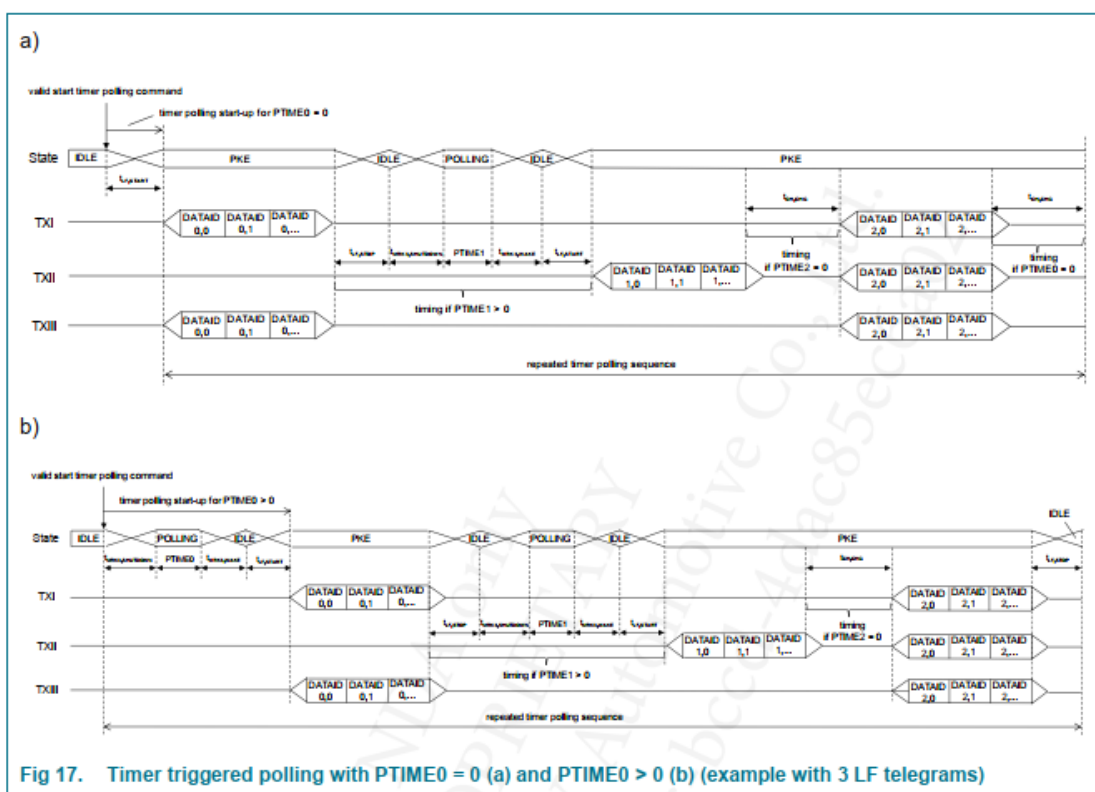 a)
valid start timer polling command
timer polling start-up for PTIME0 = 0
State IDLE PKE IDLE POLLING IDLE PKE
TXI DATAID 0,0 DATAID 0,1 DATAID 0,... DATAID 2,0 DATAID 2,1 DATAID 2,...
PTIME1
timing if PTIME2 = 0
timing if PTIME0 = 0
TXII DATAID 1,0 DATAID 1,1 DATAID 1,... DATAID 2,0 DATAID 2,1 DATAID 2,...
timing if PTIME1 > 0
TXIII DATAID 0,0 DATAID 0,1 DATAID 0,... DATAID 2,0 DATAID 2,1 DATAID 2,...
repeated timer polling sequence
b)
valid start timer polling command
timer polling start-up for PTIME0 > 0
IDLE
State IDLE POLLING IDLE PKE IDLE POLLING IDLE PKE
PTIME0
TXI DATAID 0,0 DATAID 0,1 DATAID 0,... DATAID 2,0 DATAID 2,1 DATAID 2,...
PTIME1
timing if PTIME2 = 0
TXII DATAID 1,0 DATAID 1,1 DATAID 1,... DATAID 2,0 DATAID 2,1 DATAID 2,...
timing if PTIME1 > 0
TXIII DATAID 0,0 DATAID 0,1 DATAID 0,... DATAID 2,0 DATAID 2,1 DATAID 2,...
repeated timer polling sequence
Fig 17. Timer triggered polling with PTIME0 = 0 (a) and PTIME0 > 0 (b) (example with 3 LF telegrams)